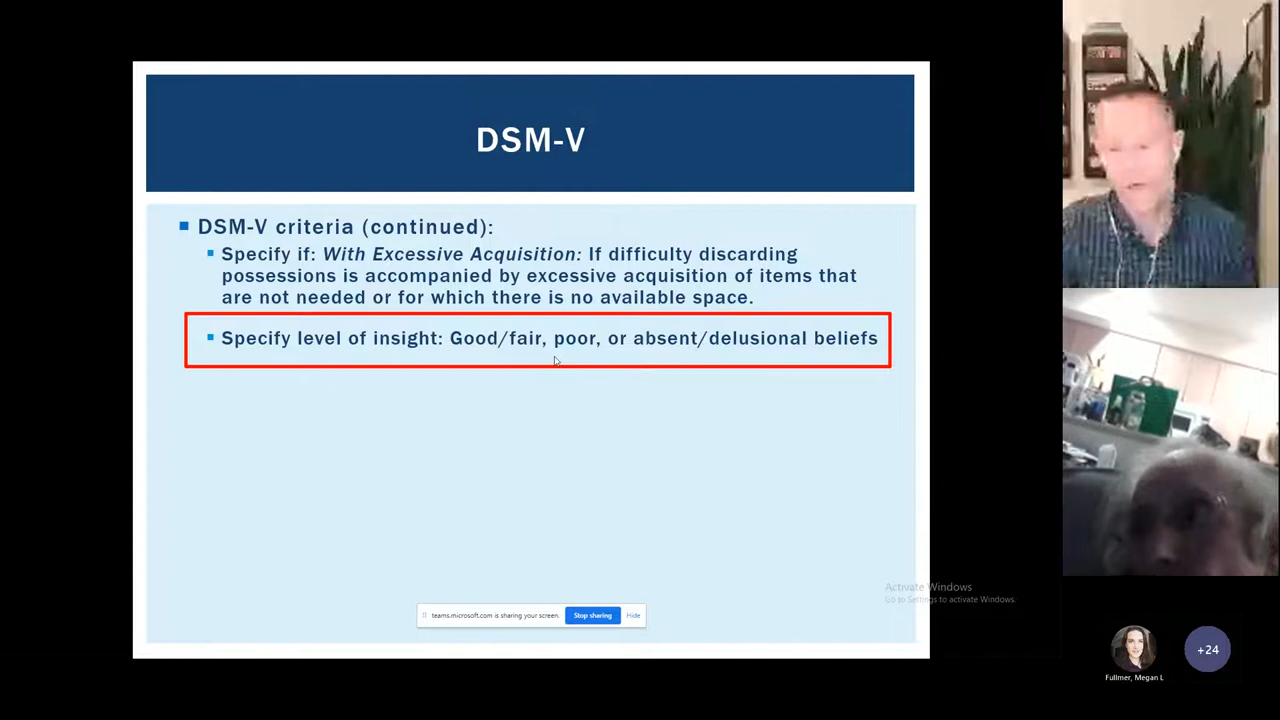 DSM-V
DSM-V criteria (continued):
Specify if: With Excessive Acquisition: If difficulty discarding
possessions is accompanied by excessive acquisition of items that
are not needed or for which there is no available space.
Specify level of insight: Good/fair, poor, or absent/delusional beliefs
Activate Windows
Go to Settings to activate Windows.
teams.microsoft.com is sharing your screen.
Stop sharing
Hide
+24
Fullmer, Megan L